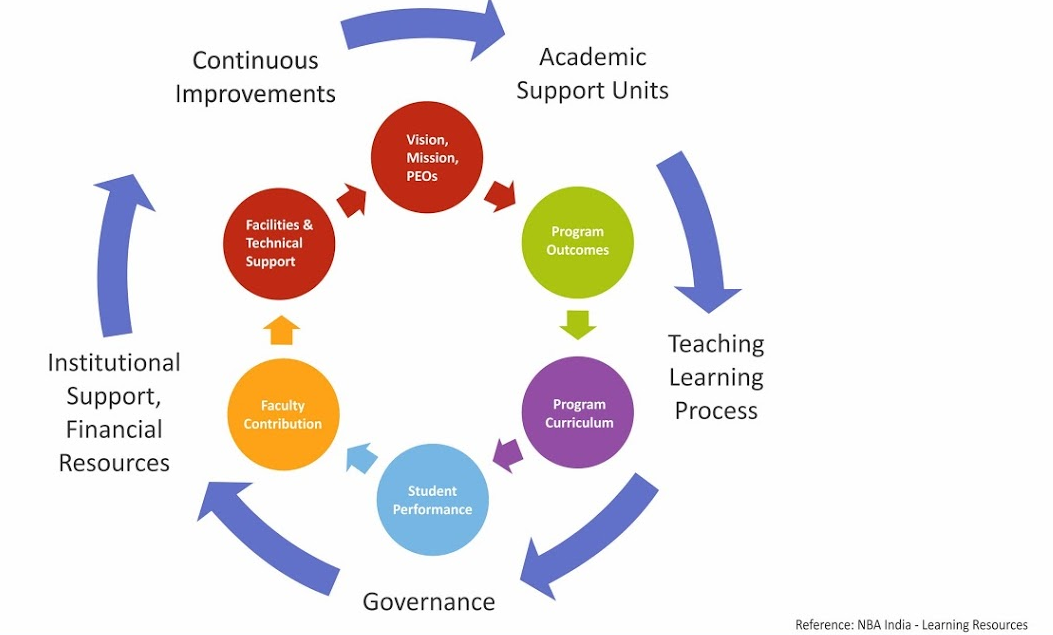 Continuous
Improvements
Academic
Support Units
Vision,
Mission,
PEOs
Facilities &
Technical
Support
Program
Outcomes
Teaching
Learning
Process
Institutional
Support,
Financial
Resources
Faculty
Contribution
Program
Curriculum
Student
Performance
Governance
Reference: NBA India - Learning Resources